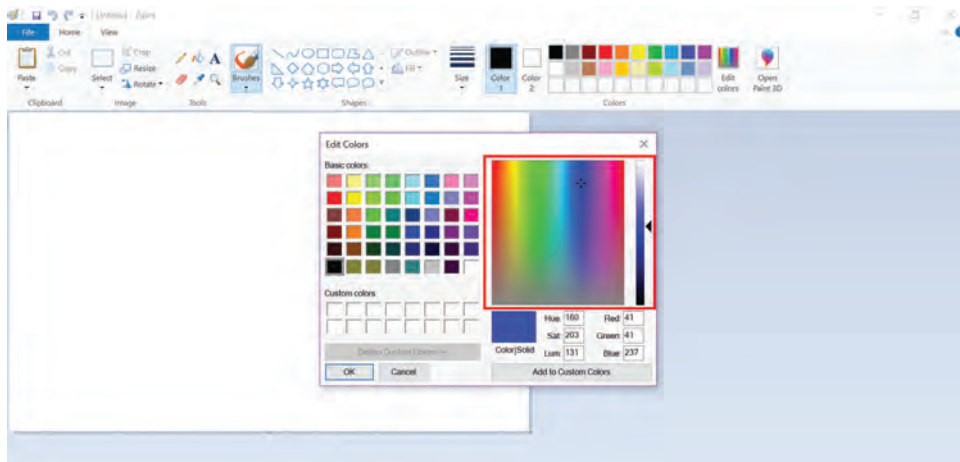 Untitled - Paint
File Home View
Paste
Cut
Copy
Clipboard
Select
Crop
Resize
Rotate
Image
A
Tools
Brushes
Outline
Fill
Shapes
Size
Color 1
Color 2
Edit colors
Open Paint 3D
Colors
Edit Colors
Basic colors:
Custom colors
Define Custom Colors >>
OK Cancel
Color|Solid
Hue: 160 Red: 41
Sat: 203 Green: 41
Lum: 131 Blue: 237
Add to Custom Colors